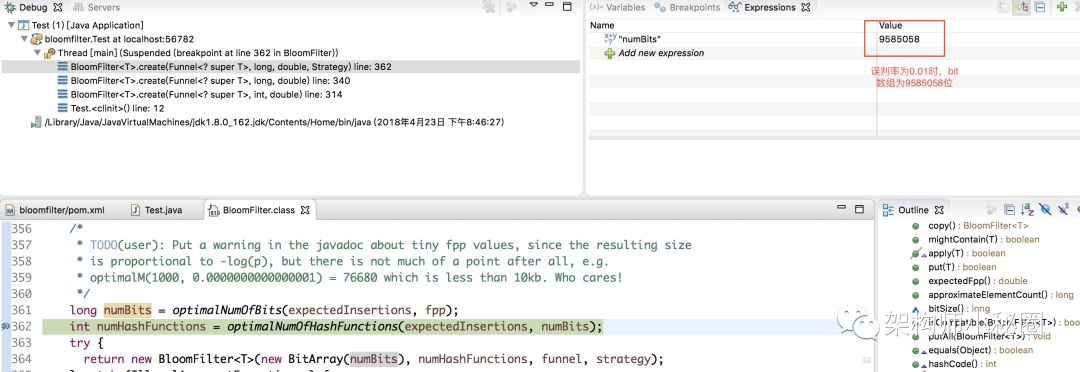 Debug
Servers
Test (1) [Java Application]
bloomfilter.Test at localhost:56782
Thread [main] (Suspended (breakpoint at line 362 in BloomFilter))
BloomFilter<T>.create(Funnel<? super T>, long, double, Strategy) line: 362
BloomFilter<T>.create(Funnel<? super T>, long, double) line: 340
BloomFilter<T>.create(Funnel<? super T>, int, double) line: 314
Test.<clinit>() line: 12
/Library/Java/JavaVirtualMachines/jdk1.8.0_162.jdk/Contents/Home/bin/java (2018年4月23日 下午8:46:27)
(x)= Variables
Breakpoints
Expressions
Name
Value
"numBits"
9585058
Add new expression
误判率为0.01时，bit
数组为9585058位
bloomfilter/pom.xml
Test.java
BloomFilter.class
356 /*
357 * TODO(user): Put a warning in the javadoc about tiny fpp values, since the resulting size
358 * is proportional to -log(p), but there is not much of a point after all, e.g.
359 * optimalM(1000, 0.0000000000000001) = 76680 which is less than 10kb. Who cares!
360 */
361 long numBits = optimalNumOfBits(expectedInsertions, fpp);
362 int numHashFunctions = optimalNumOfHashFunctions(expectedInsertions, numBits);
363 try {
364 return new BloomFilter<T>(new BitArray(numBits), numHashFunctions, funnel, strategy);
Outline
copy() : BloomFilter<T>
mightContain(T) : boolean
apply(T) : boolean
put(T) : boolean
expectedFpp() : double
approximateElementCount() : long
bitSize() : long
isCompatible(BloomFilter<T>) : boolean
putAll(BloomFilter<T>) : void
equals(Object) : boolean
hashCode() : int
架构师小秘圈